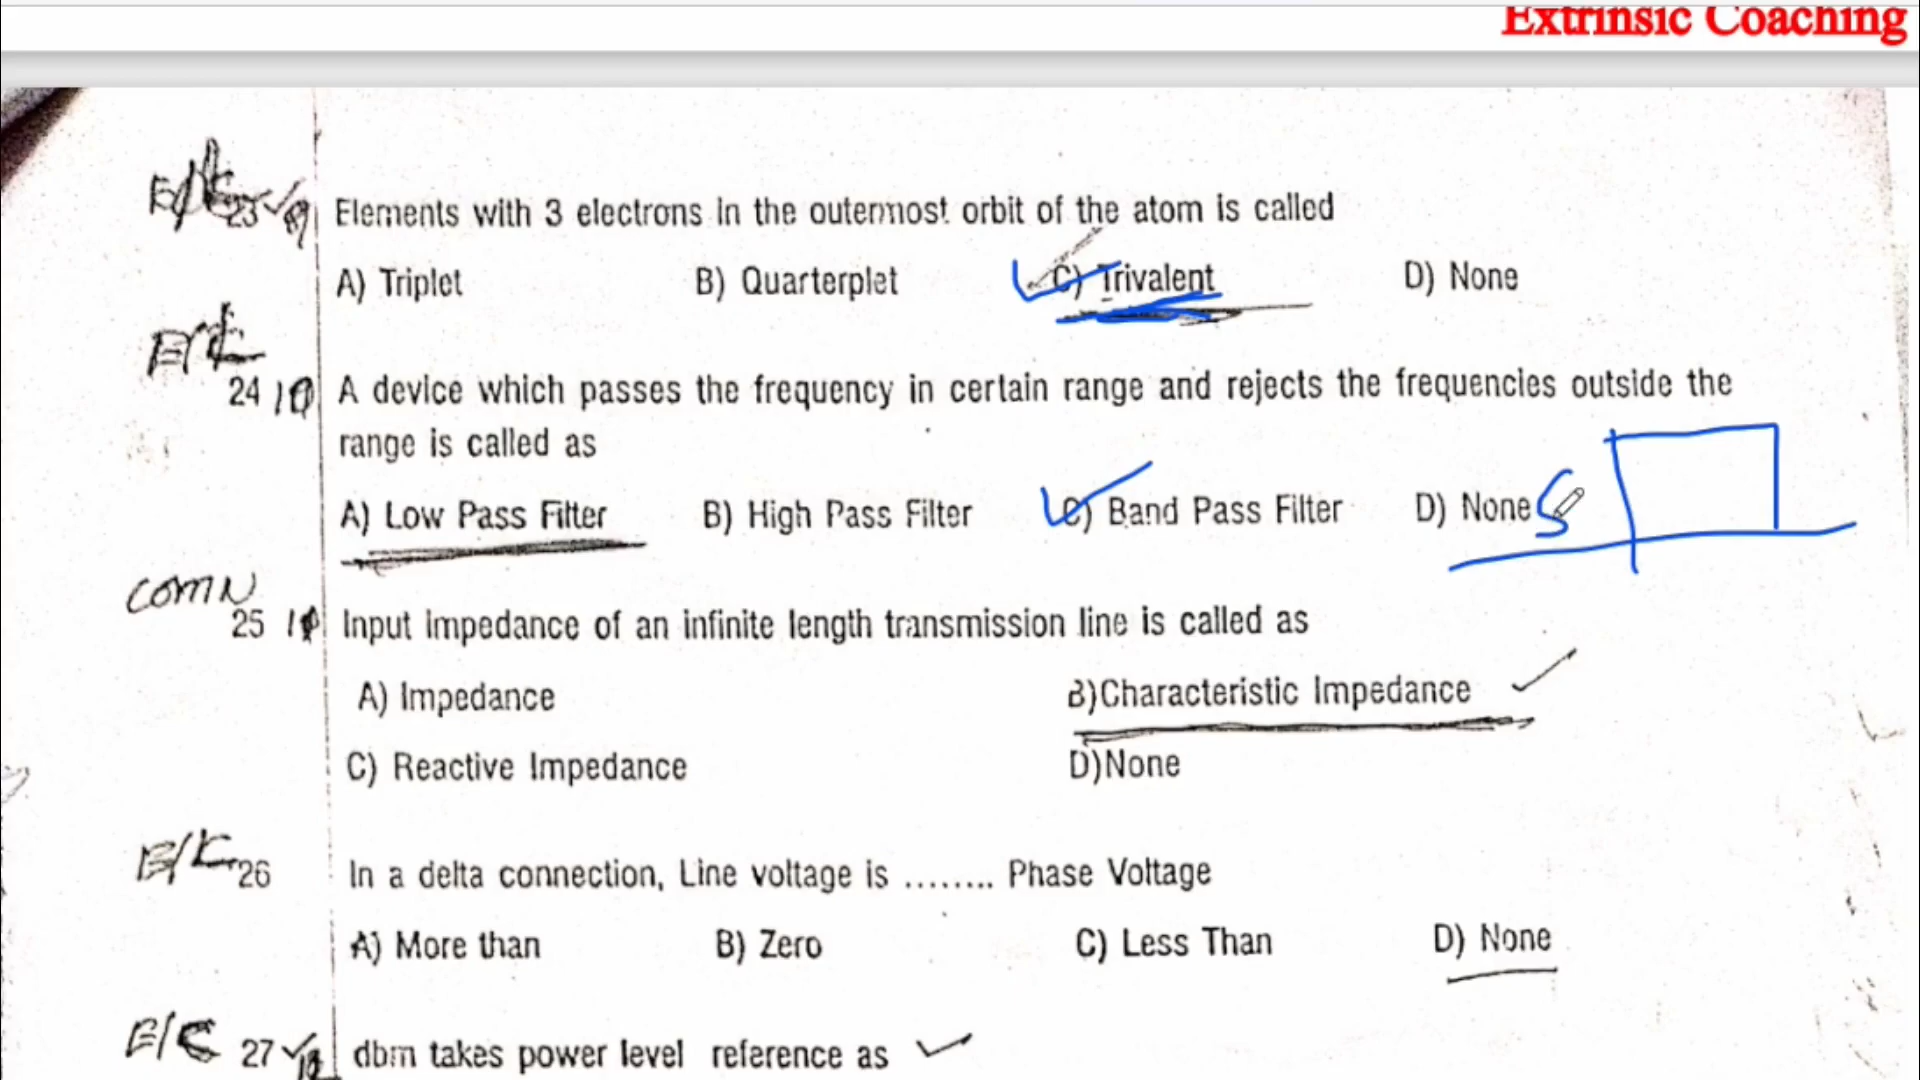 Extrinsic Coaching
E/C 23 Elements with 3 electrons in the outermost orbit of the atom is called
A) Triplet B) Quarterplet C) Trivalent D) None
24 A device which passes the frequency in certain range and rejects the frequencies outside the
range is called as
A) Low Pass Filter B) High Pass Filter C) Band Pass Filter D) None S
COMN
25 Input impedance of an infinite length transmission line is called as
A) Impedance B)Characteristic Impedance
C) Reactive Impedance D)None
E/C 26 In a delta connection, Line voltage is ........ Phase Voltage
A) More than B) Zero C) Less Than D) None
E/C 27 dbm takes power level reference as